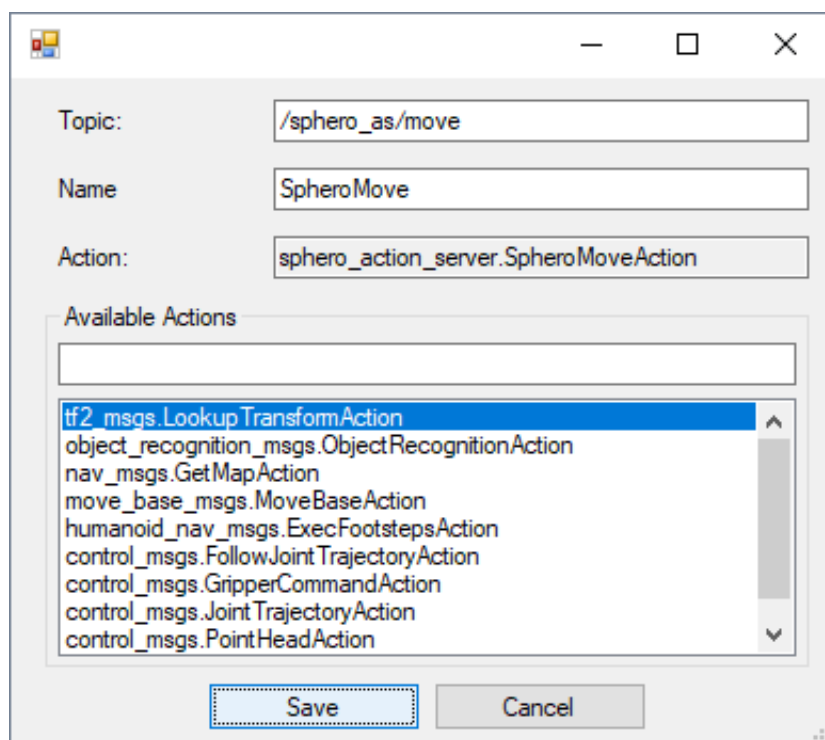 Topic: /sphero_as/move
Name SpheroMove
Action: sphero_action_server.SpheroMoveAction
Available Actions
tf2_msgs.LookupTransformAction
object_recognition_msgs.ObjectRecognitionAction
nav_msgs.GetMapAction
move_base_msgs.MoveBaseAction
humanoid_nav_msgs.ExecFootstepsAction
control_msgs.FollowJointTrajectoryAction
control_msgs.GripperCommandAction
control_msgs.JointTrajectoryAction
control_msgs.PointHeadAction
Save Cancel